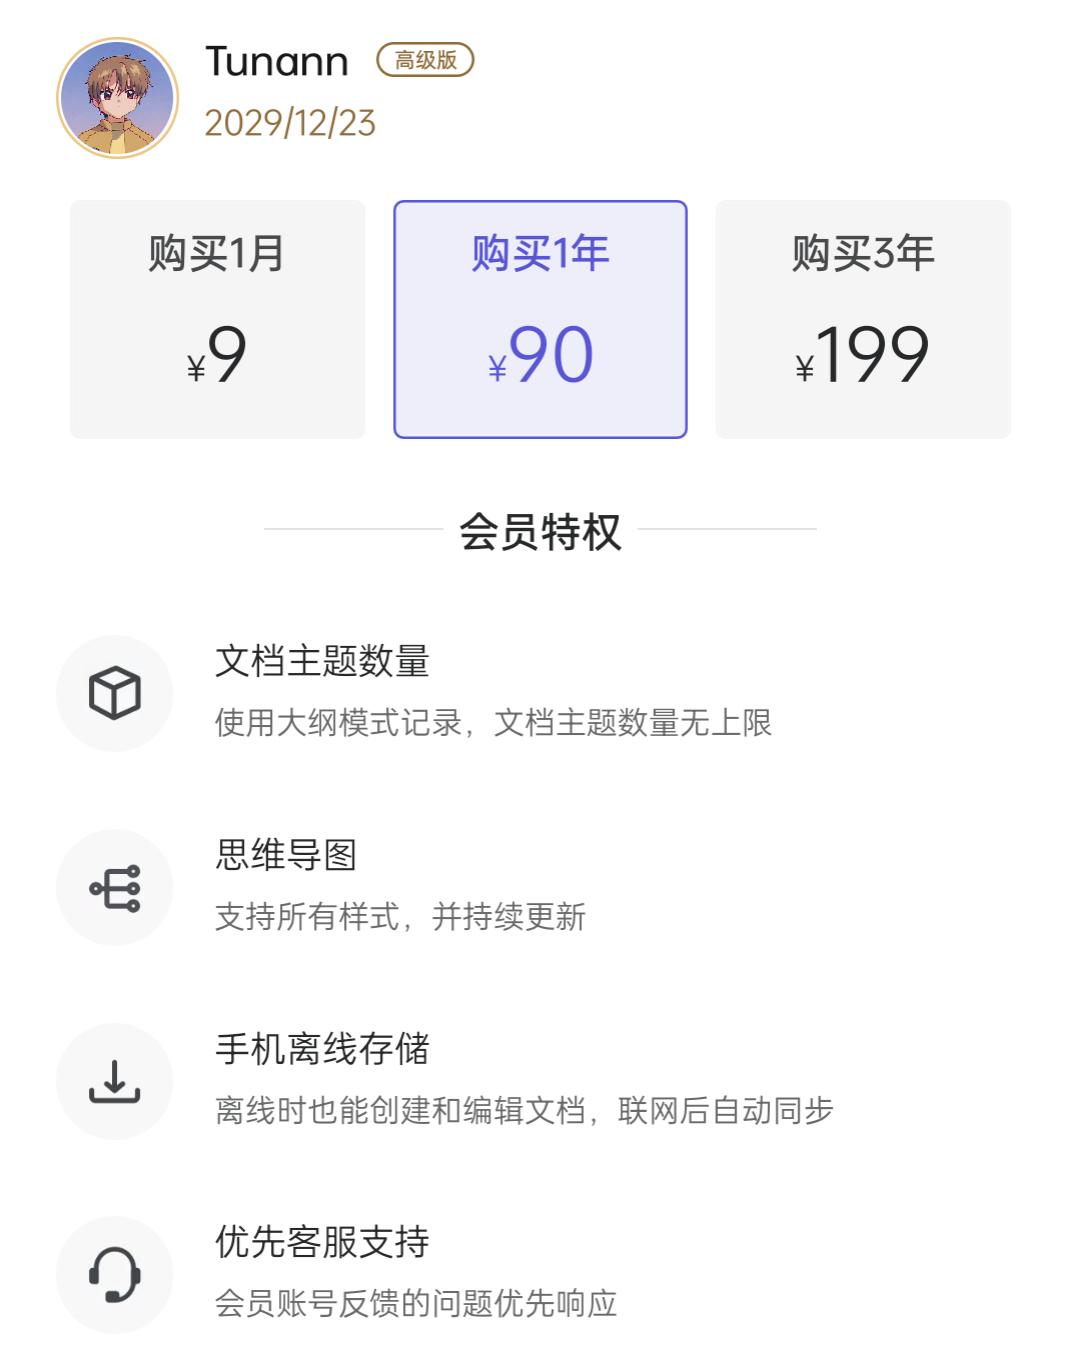 Tunann 高级版
2029/12/23
购买1月 购买1年 购买3年
¥9 ¥90 ¥199
会员特权
文档主题数量
使用大纲模式记录，文档主题数量无上限
思维导图
支持所有样式，并持续更新
手机离线存储
离线时也能创建和编辑文档，联网后自动同步
优先客服支持
会员账号反馈的问题优先响应